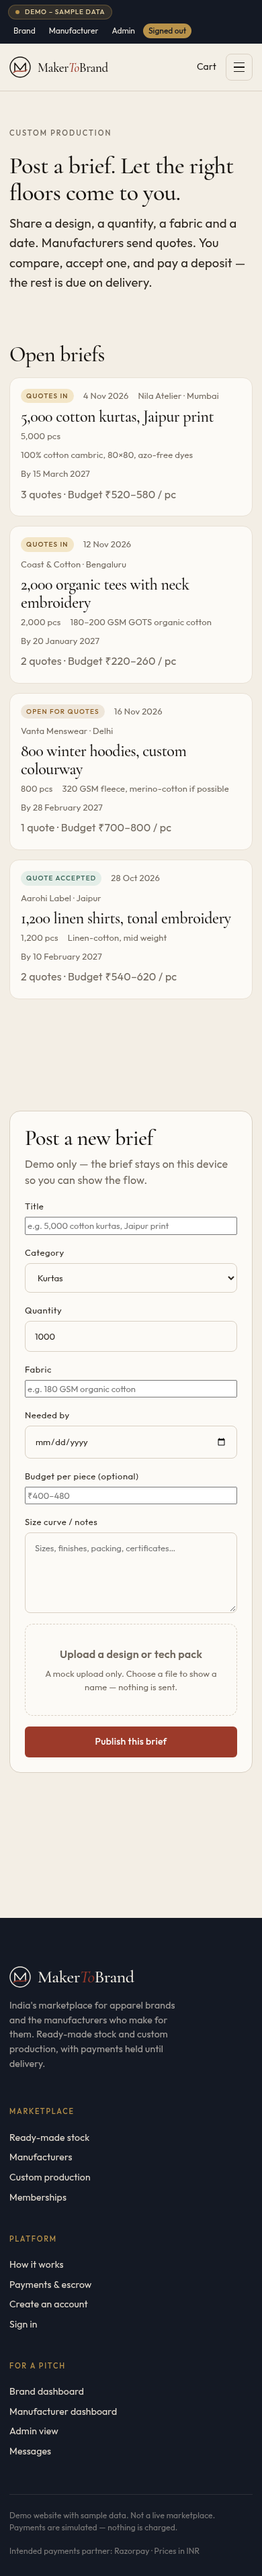 DEMO – SAMPLE DATA
Brand Manufacturer Admin Signed out
MakerToBrand Cart
CUSTOM PRODUCTION
Post a brief. Let the right
floors come to you.
Share a design, a quantity, a fabric and a
date. Manufacturers send quotes. You
compare, accept one, and pay a deposit —
the rest is due on delivery.
Open briefs
QUOTES IN 4 Nov 2026 Nila Atelier · Mumbai
5,000 cotton kurtas, Jaipur print
5,000 pcs
100% cotton cambric, 80×80, azo-free dyes
By 15 March 2027
3 quotes · Budget ₹520–580 / pc
QUOTES IN 12 Nov 2026
Coast & Cotton · Bengaluru
2,000 organic tees with neck
embroidery
2,000 pcs 180–200 GSM GOTS organic cotton
By 20 January 2027
2 quotes · Budget ₹220–260 / pc
OPEN FOR QUOTES 16 Nov 2026
Vanta Menswear · Delhi
800 winter hoodies, custom
colourway
800 pcs 320 GSM fleece, merino-cotton if possible
By 28 February 2027
1 quote · Budget ₹700–800 / pc
QUOTE ACCEPTED 28 Oct 2026
Aarohi Label · Jaipur
1,200 linen shirts, tonal embroidery
1,200 pcs Linen-cotton, mid weight
By 10 February 2027
2 quotes · Budget ₹540–620 / pc
Post a new brief
Demo only — the brief stays on this device
so you can show the flow.
Title
e.g. 5,000 cotton kurtas, Jaipur print
Category
Kurtas
Quantity
1000
Fabric
e.g. 180 GSM organic cotton
Needed by
mm/dd/yyyy
Budget per piece (optional)
₹400–480
Size curve / notes
Sizes, finishes, packing, certificates…
Upload a design or tech pack
A mock upload only. Choose a file to show a
name — nothing is sent.
Publish this brief
MakerToBrand
India's marketplace for apparel brands
and the manufacturers who make for
them. Ready-made stock and custom
production, with payments held until
delivery.
MARKETPLACE
Ready-made stock
Manufacturers
Custom production
Memberships
PLATFORM
How it works
Payments & escrow
Create an account
Sign in
FOR A PITCH
Brand dashboard
Manufacturer dashboard
Admin view
Messages
Demo website with sample data. Not a live marketplace.
Payments are simulated — nothing is charged.
Intended payments partner: Razorpay · Prices in INR